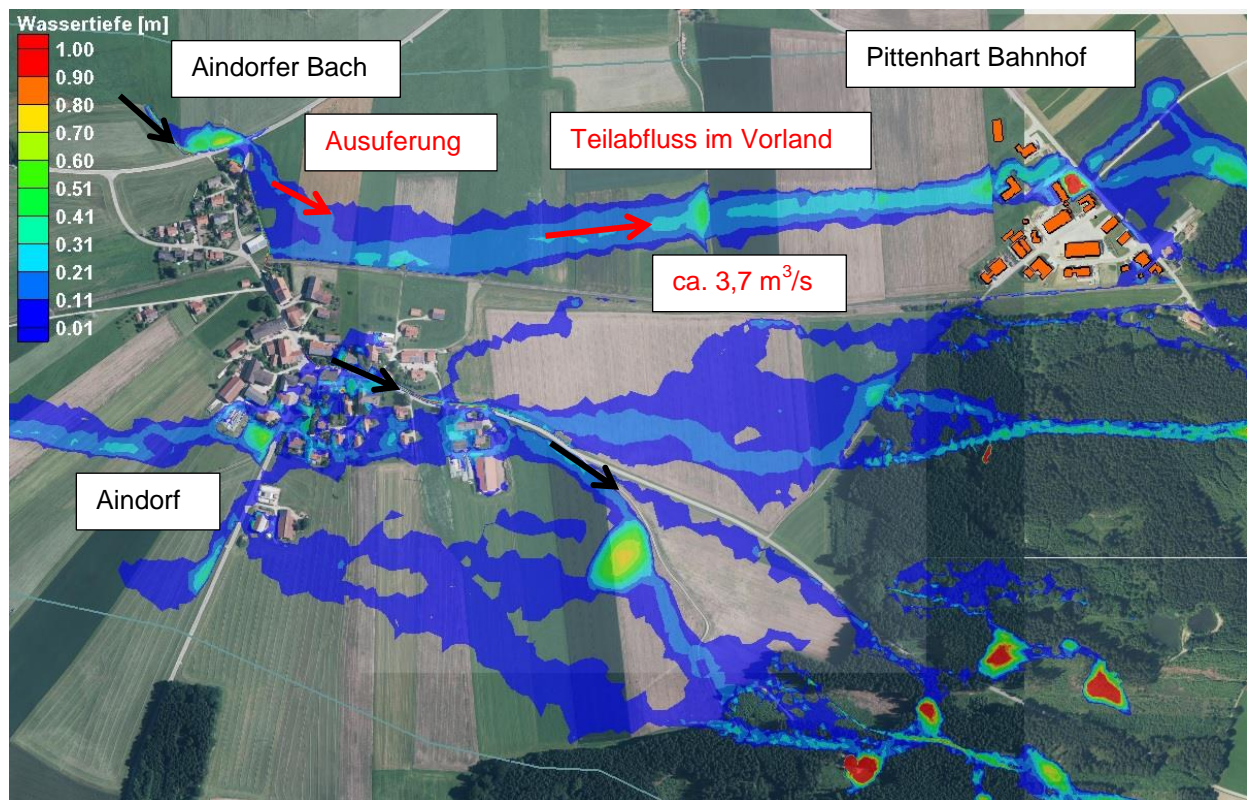 Wassertiefe [m]
1.00
0.90
0.80
0.70
0.60
0.51
0.41
0.31
0.21
0.11
0.01
Aindorfer Bach
Pittenhart Bahnhof
Ausuferung
Teilabfluss im Vorland
ca. 3,7 m³/s
Aindorf